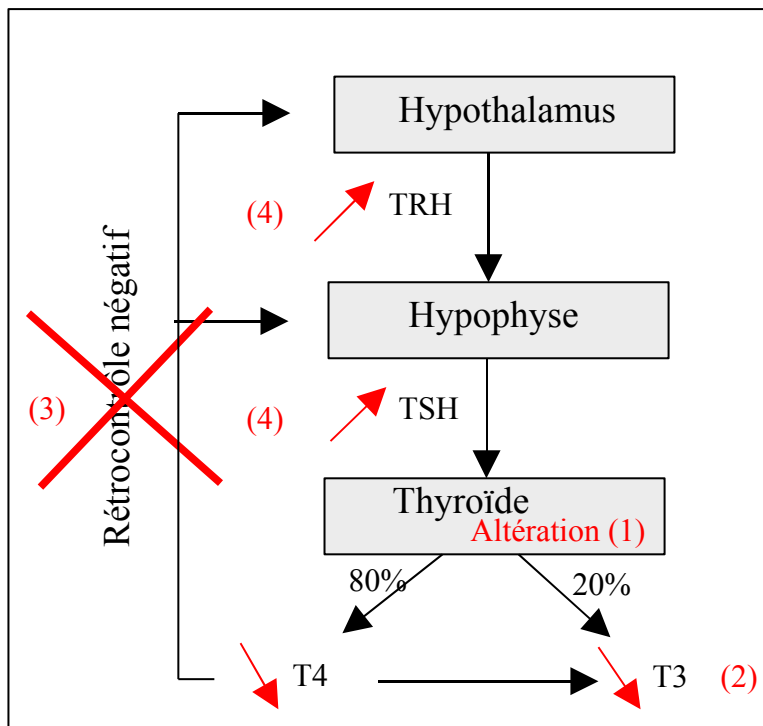 Hypothalamus
(4) TRH
Rétrocontrôle négatif
Hypophyse
(3)
(4) TSH
Thyroïde
Altération (1)
80% 20%
T4 T3 (2)